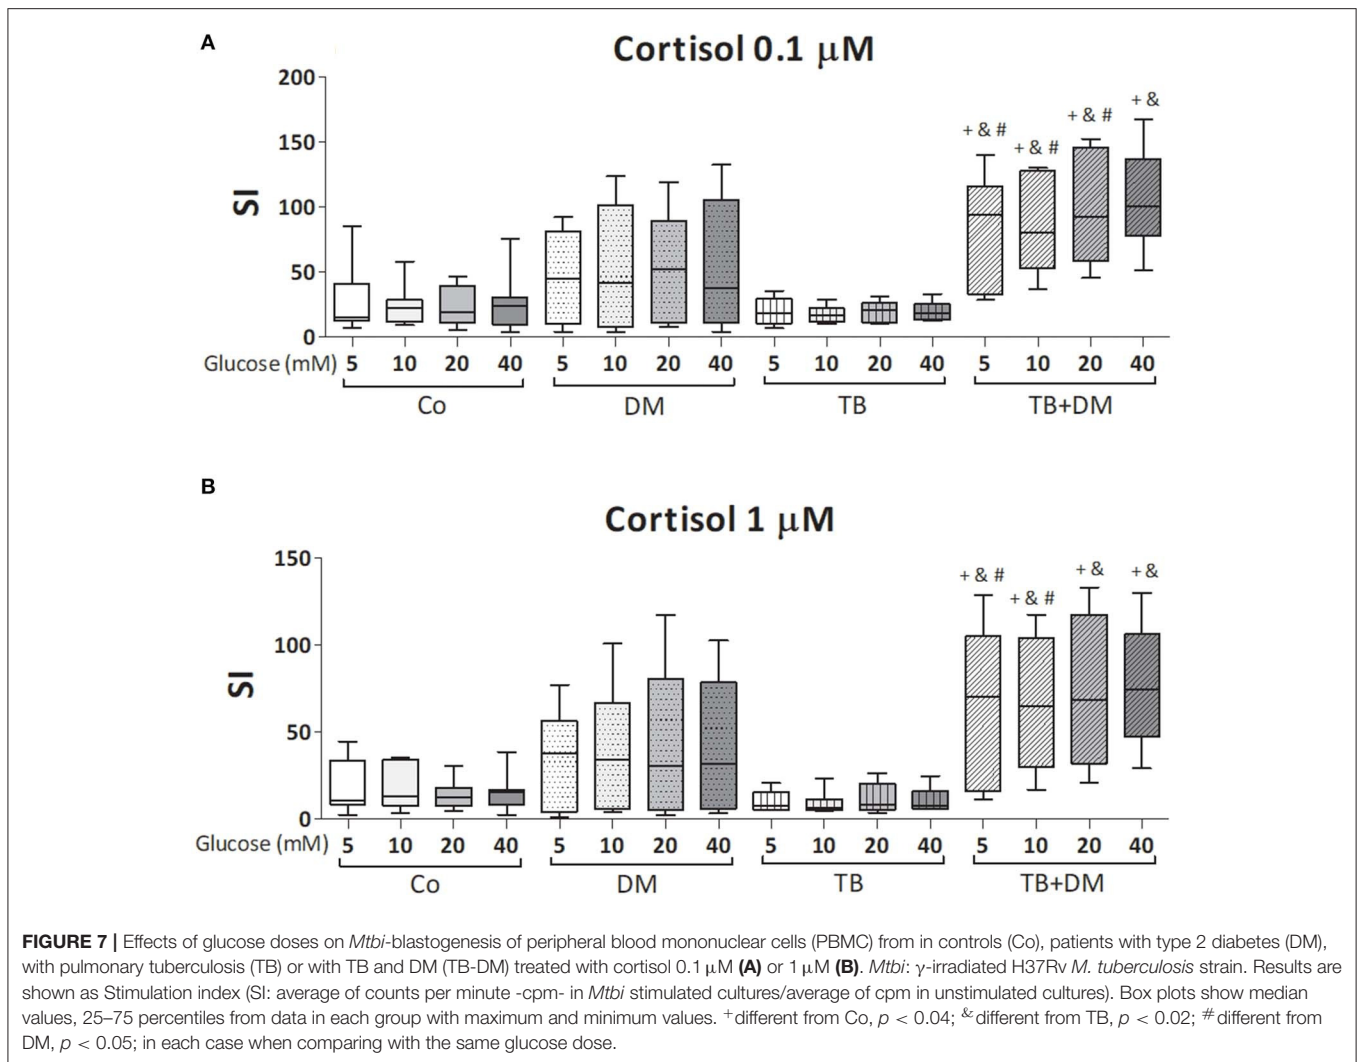 A
Cortisol 0.1 μM
200
150
100
50
0
SI
+ & #
+ & #
+ & #
+ &
Glucose (mM) 5 10 20 40 5 10 20 40 5 10 20 40 5 10 20 40
Co DM TB TB+DM
B
Cortisol 1 μM
150
100
50
0
SI
+ & #
+ & #
+ &
+ &
Glucose (mM) 5 10 20 40 5 10 20 40 5 10 20 40 5 10 20 40
Co DM TB TB+DM
FIGURE 7 | Effects of glucose doses on Mtbi-blastogenesis of peripheral blood mononuclear cells (PBMC) from in controls (Co), patients with type 2 diabetes (DM),
with pulmonary tuberculosis (TB) or with TB and DM (TB-DM) treated with cortisol 0.1 μM (A) or 1 μM (B). Mtbi: γ-irradiated H37Rv M. tuberculosis strain. Results are
shown as Stimulation index (SI: average of counts per minute -cpm- in Mtbi stimulated cultures/average of cpm in unstimulated cultures). Box plots show median
values, 25–75 percentiles from data in each group with maximum and minimum values. +different from Co, p < 0.04; &different from TB, p < 0.02; #different from
DM, p < 0.05; in each case when comparing with the same glucose dose.